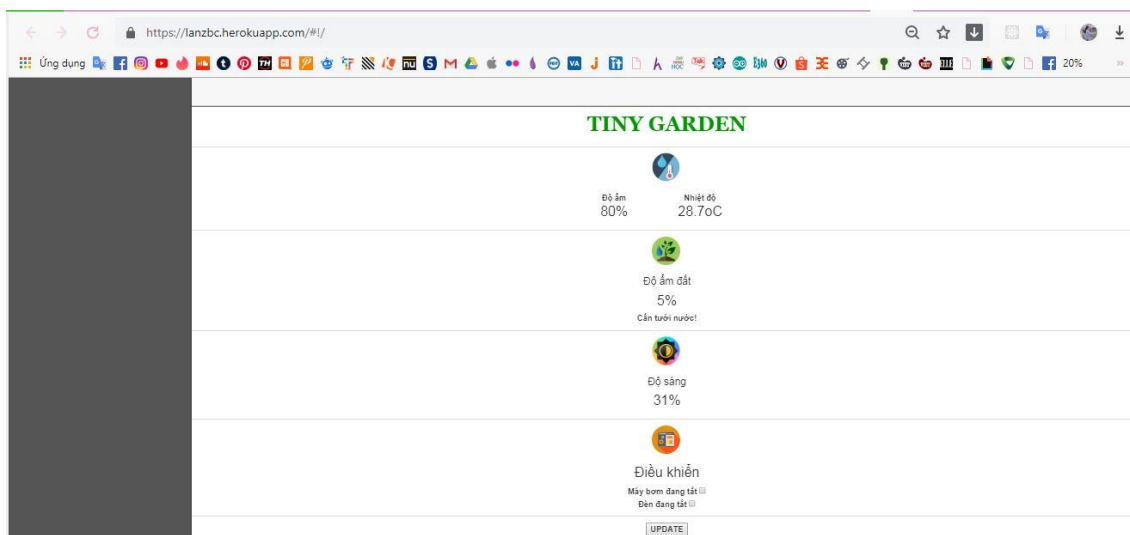 https://lanzbc.herokuapp.com/#!/
Ứng dụng
20%
TINY GARDEN
Độ ẩm Nhiệt độ
80% 28.7oC
Độ ẩm đất
5%
Cần tưới nước!
Độ sáng
31%
Điều khiển
Máy bơm đang tắt
Đèn đang tắt
UPDATE